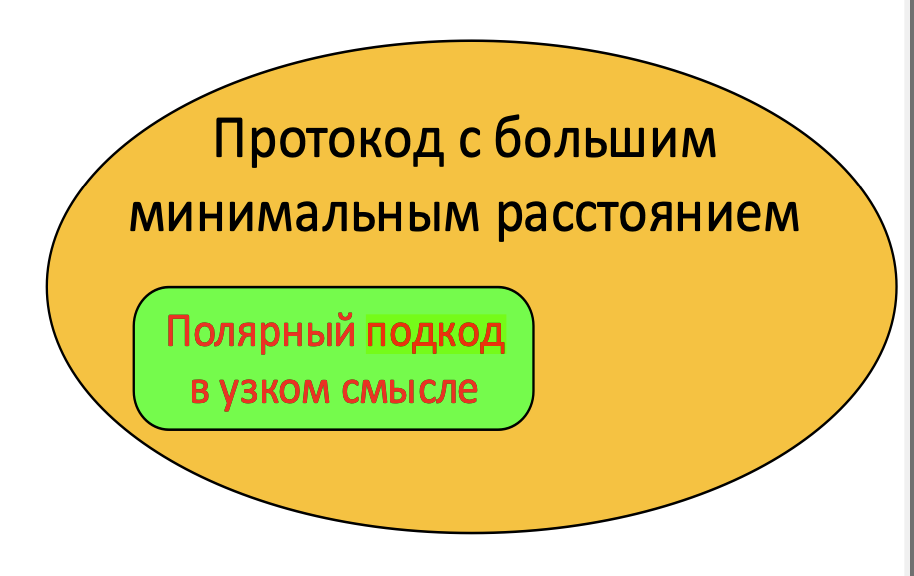 Протокод с большим
минимальным расстоянием
Полярный подкод
в узком смысле